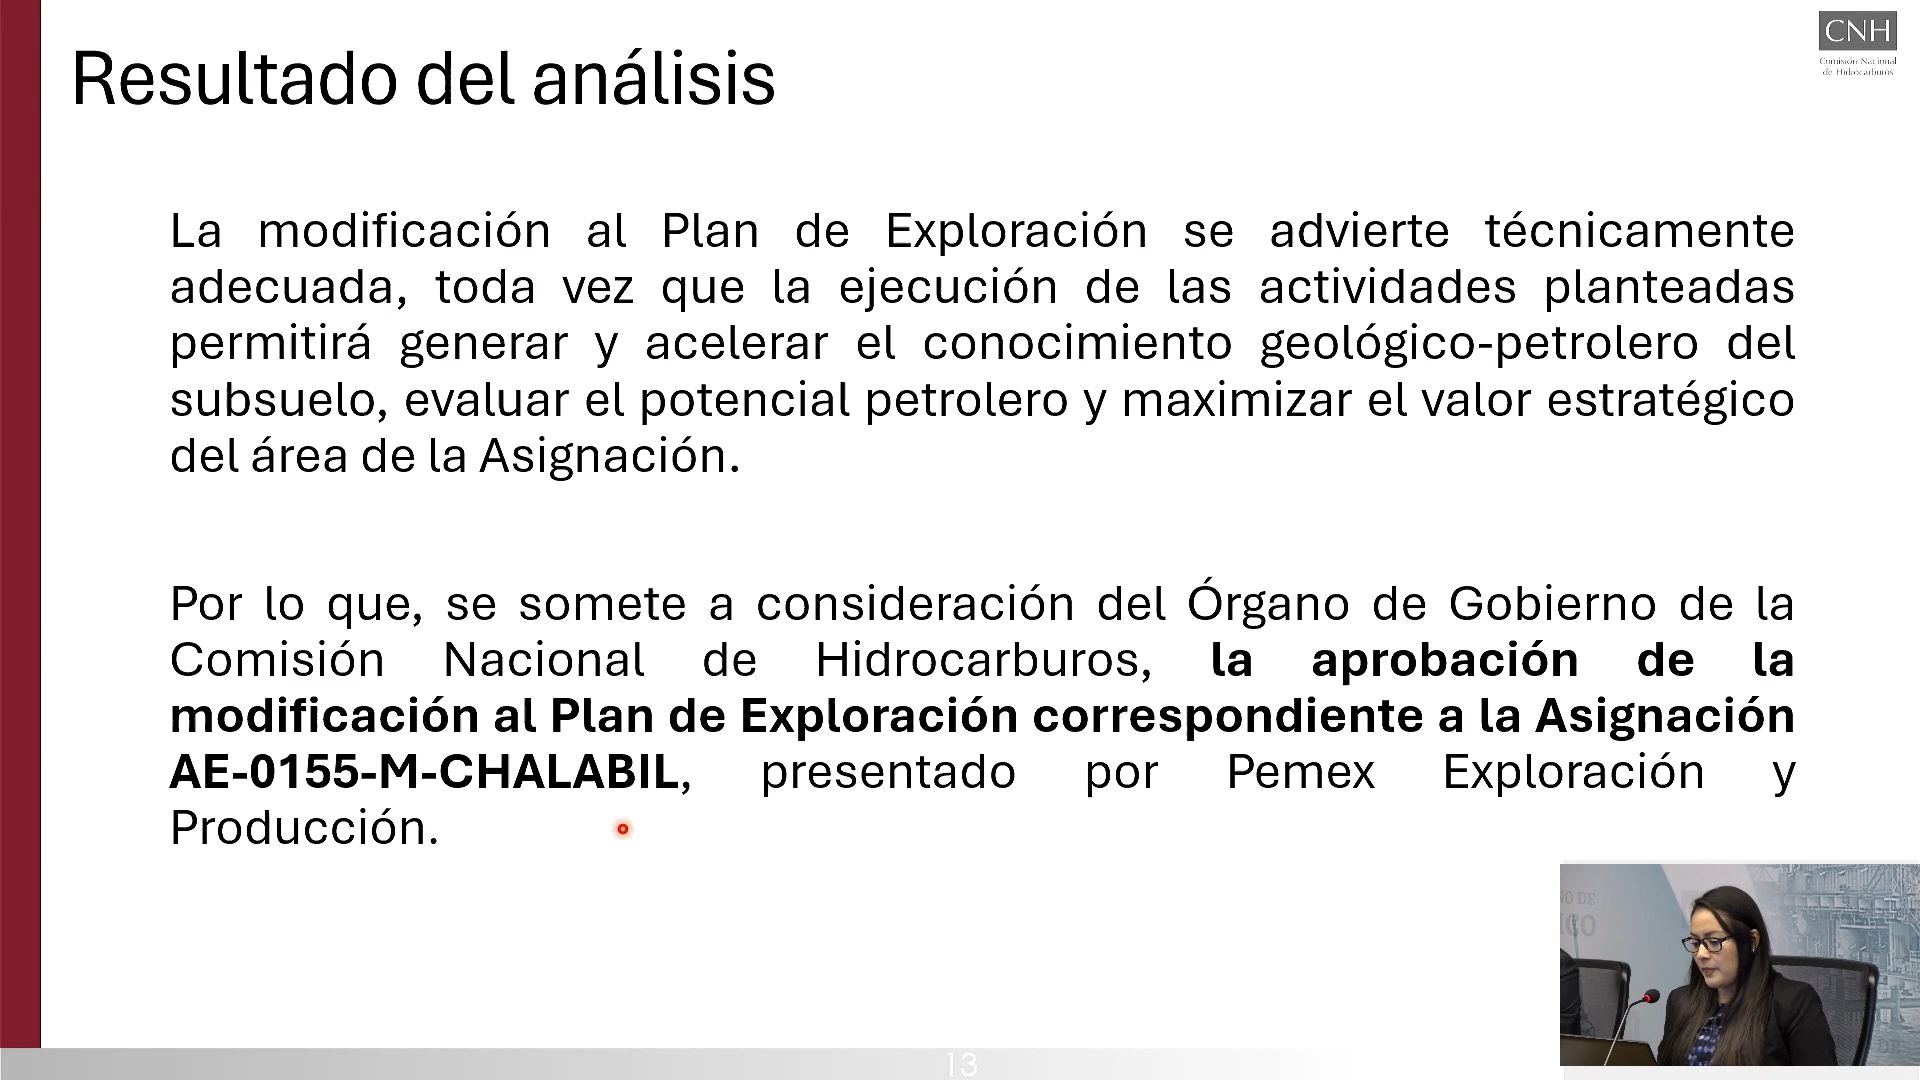 CNH
Comisión Nacional
de Hidrocarburos
Resultado del análisis
La modificación al Plan de Exploración se advierte técnicamente
adecuada, toda vez que la ejecución de las actividades planteadas
permitirá generar y acelerar el conocimiento geológico-petrolero del
subsuelo, evaluar el potencial petrolero y maximizar el valor estratégico
del área de la Asignación.
Por lo que, se somete a consideración del Órgano de Gobierno de la
Comisión Nacional de Hidrocarburos, la aprobación de la
modificación al Plan de Exploración correspondiente a la Asignación
AE-0155-M-CHALABIL, presentado por Pemex Exploración y
Producción.
13